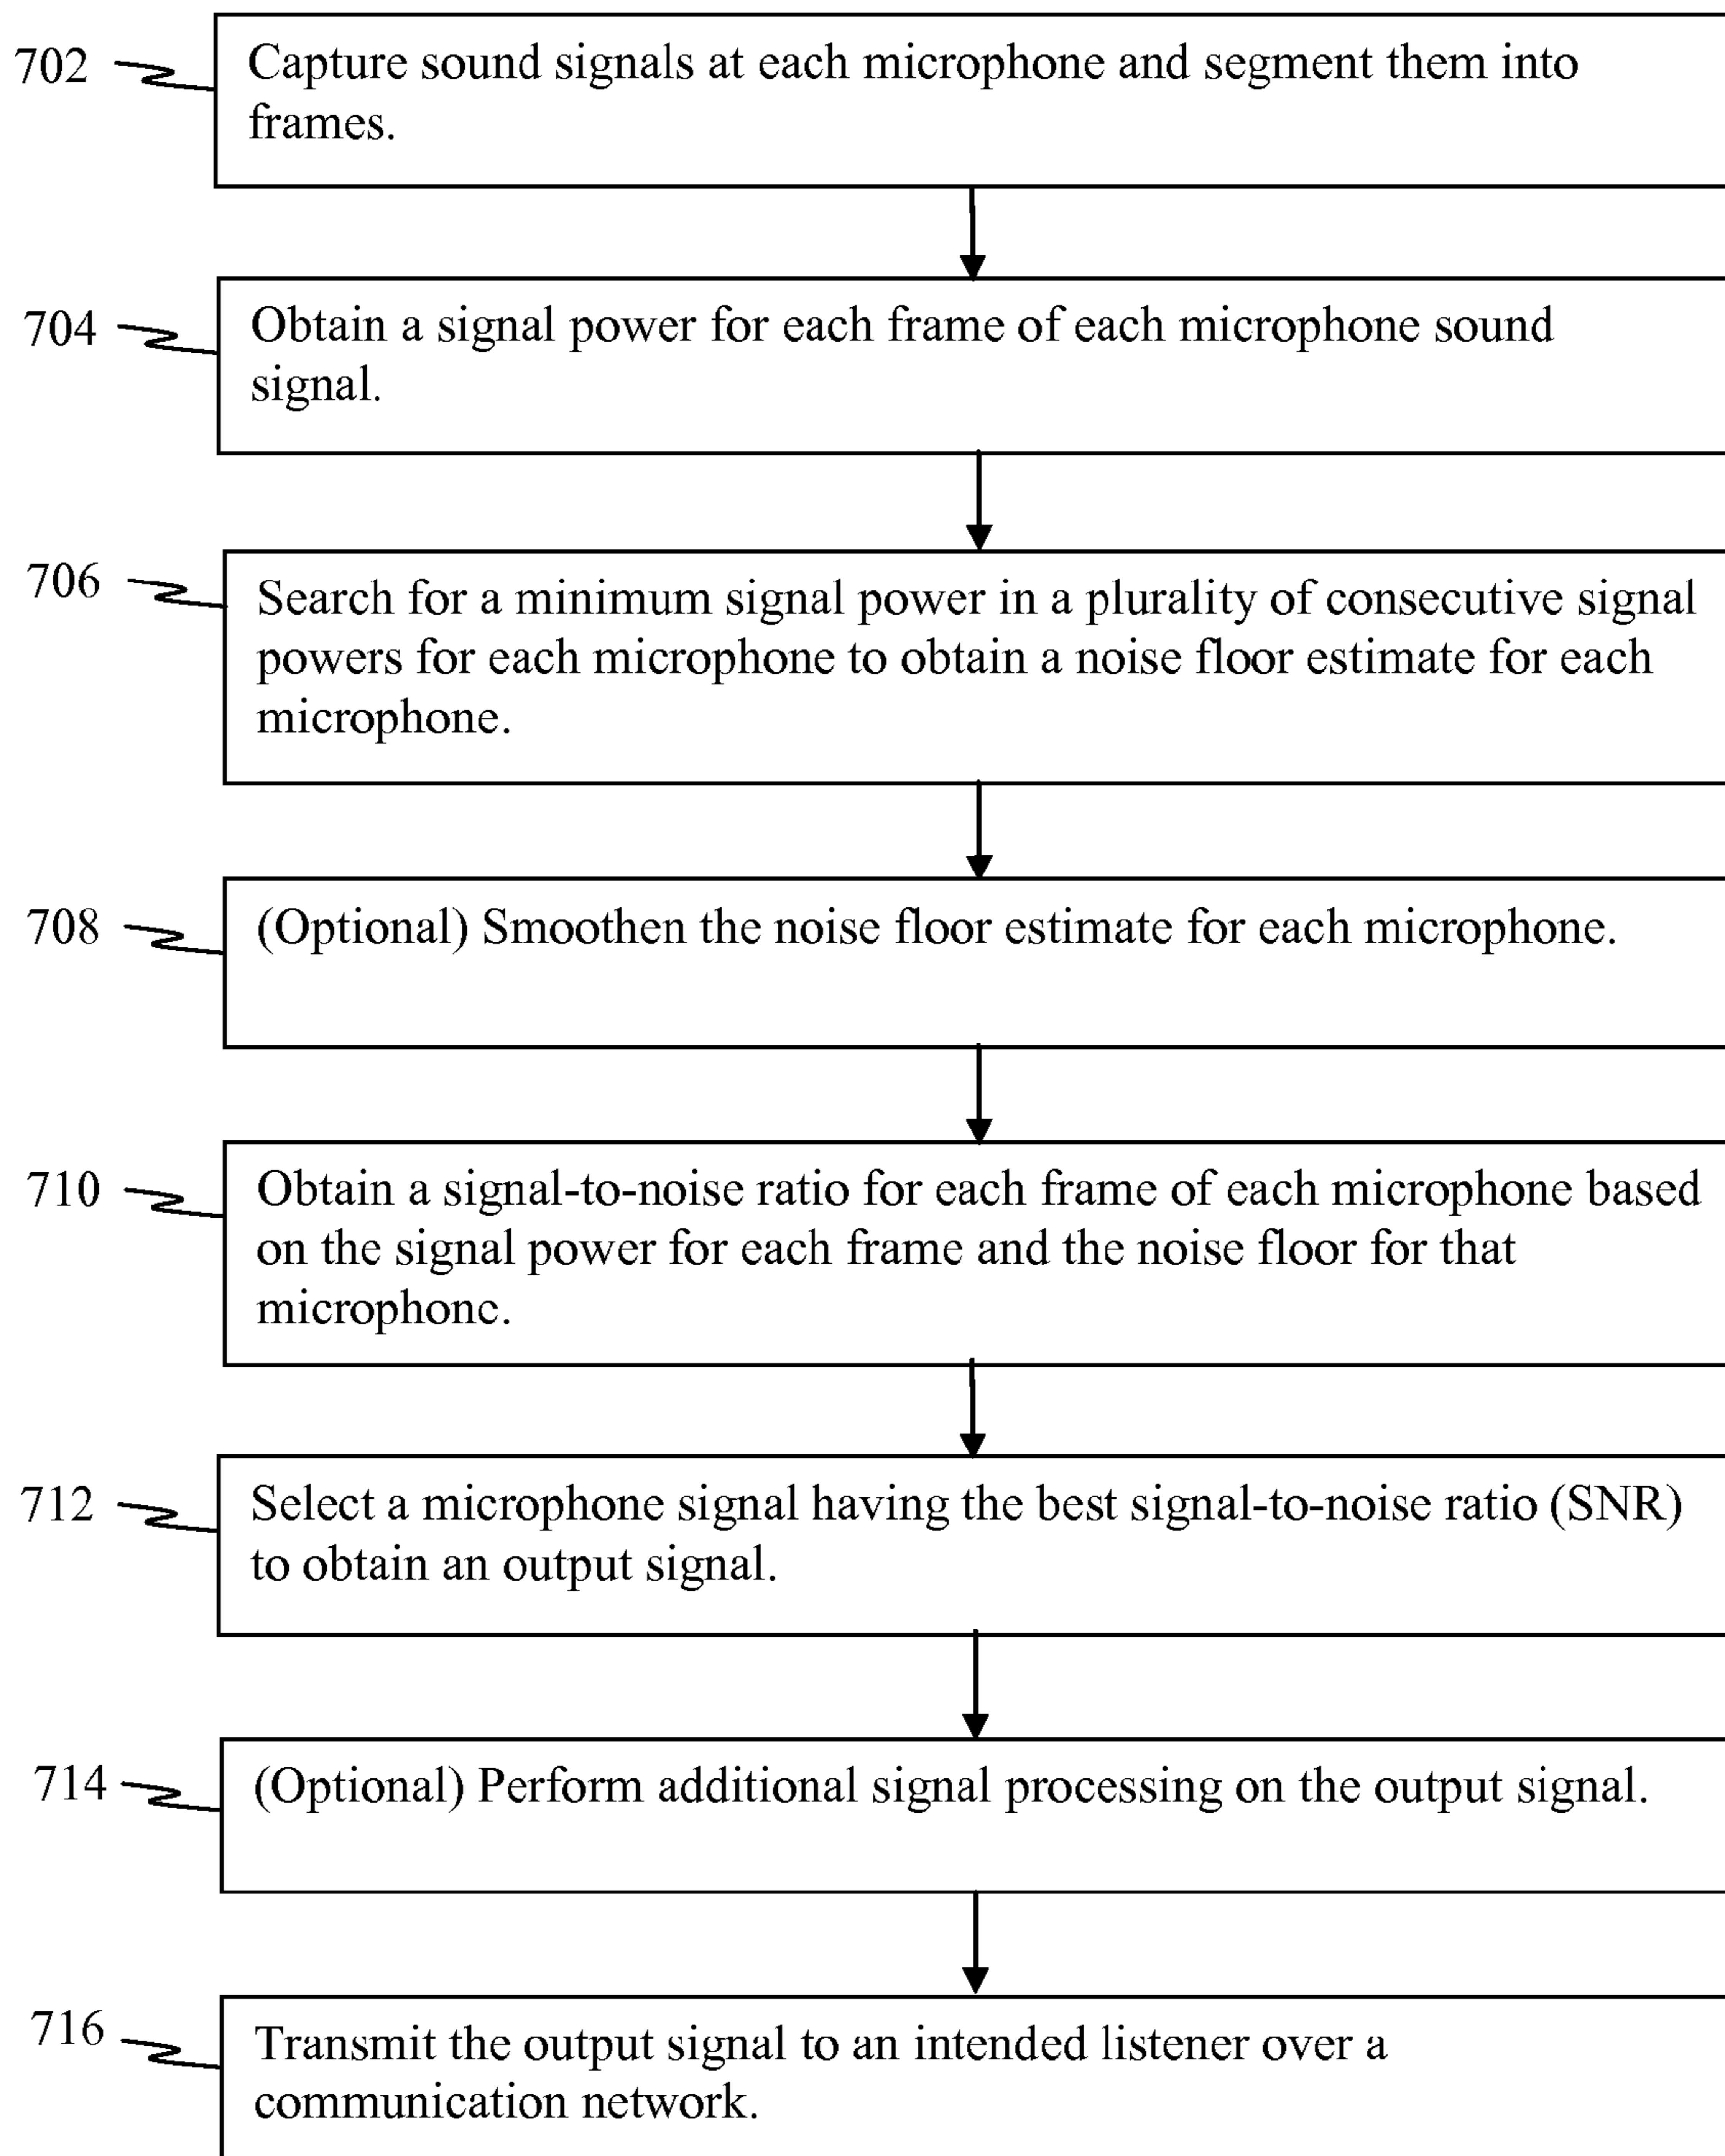 702
Capture sound signals at each microphone and segment them into
frames.
704
Obtain a signal power for each frame of each microphone sound
signal.
706
Search for a minimum signal power in a plurality of consecutive signal
powers for each microphone to obtain a noise floor estimate for each
microphone.
708
(Optional) Smoothen the noise floor estimate for each microphone.
710
Obtain a signal-to-noise ratio for each frame of each microphone based
on the signal power for each frame and the noise floor for that
microphone.
712
Select a microphone signal having the best signal-to-noise ratio (SNR)
to obtain an output signal.
714
(Optional) Perform additional signal processing on the output signal.
716
Transmit the output signal to an intended listener over a
communication network.